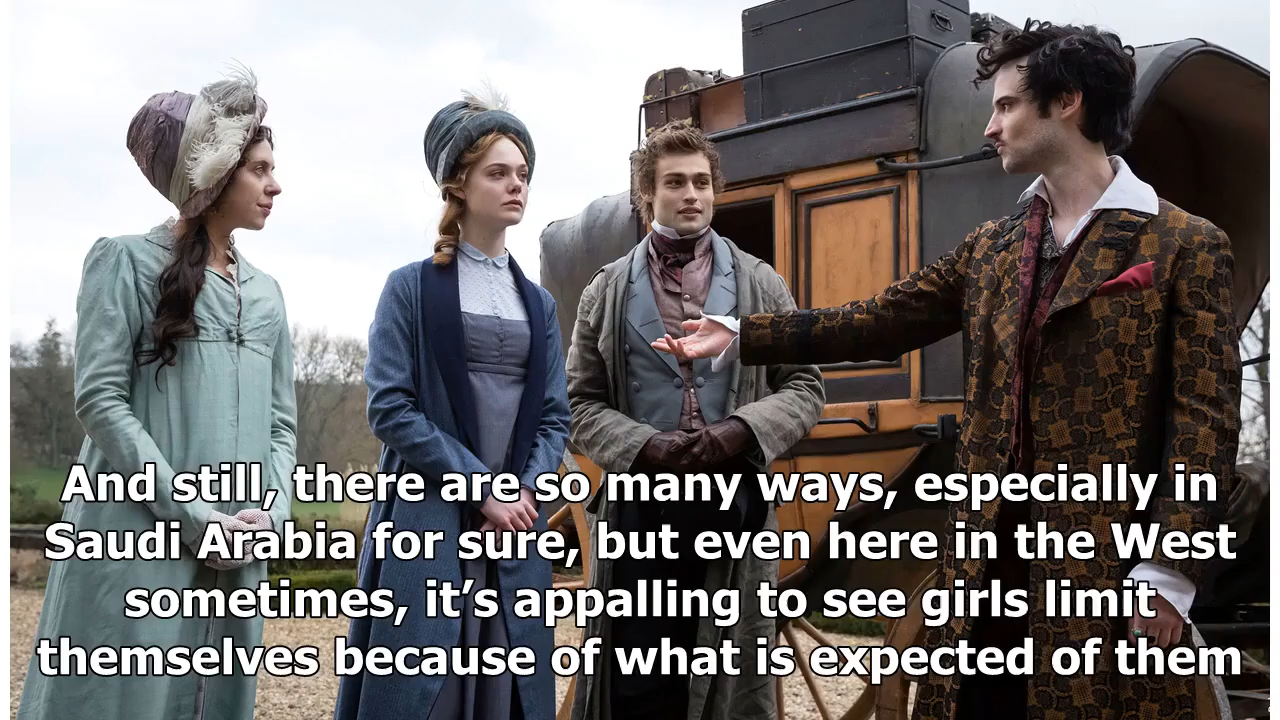 And still, there are so many ways, especially in
Saudi Arabia for sure, but even here in the West
sometimes, it’s appalling to see girls limit
themselves because of what is expected of them